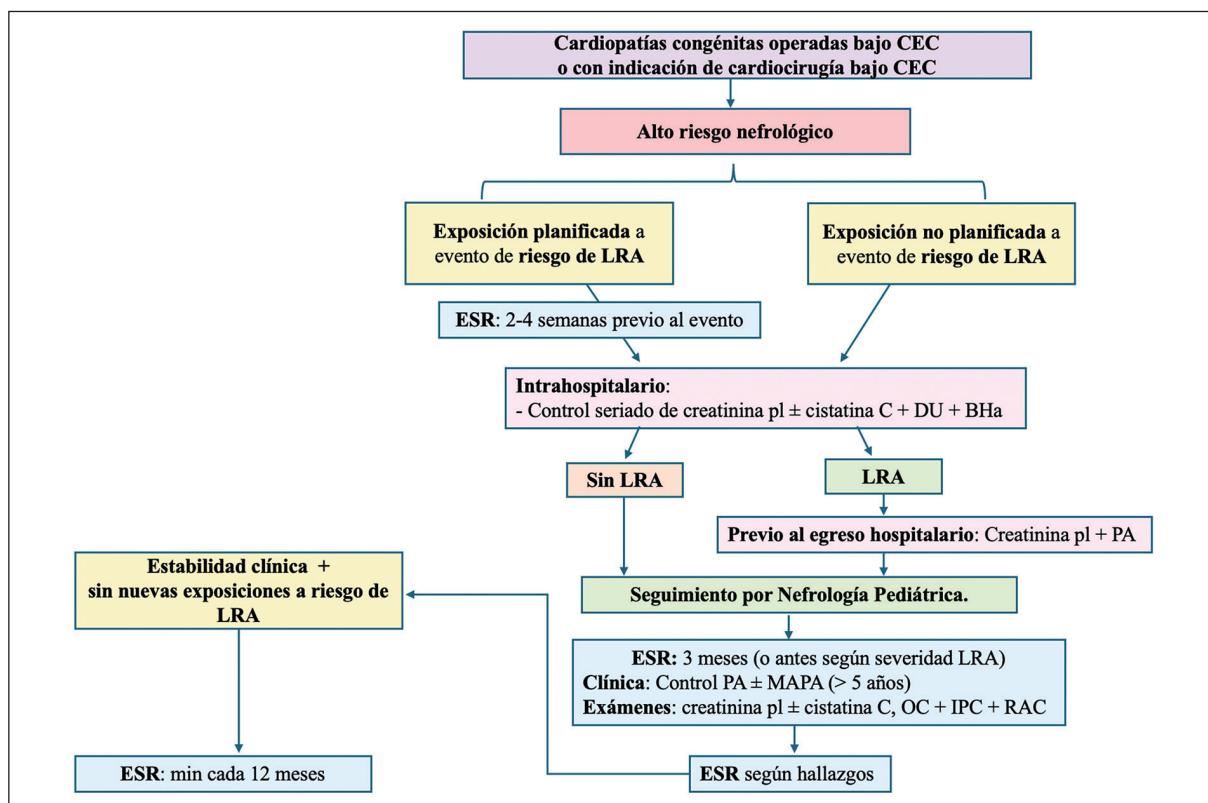 Cardiopatías congénitas operadas bajo CEC
o con indicación de cardiocirugía bajo CEC
Alto riesgo nefrológico
Exposición planificada a
evento de riesgo de LRA
Exposición no planificada a
evento de riesgo de LRA
ESR: 2-4 semanas previo al evento
Intrahospitalario:
- Control seriado de creatinina pl ± cistatina C + DU + BHa
Sin LRA
LRA
Previo al egreso hospitalario: Creatinina pl + PA
Estabilidad clínica +
sin nuevas exposiciones a riesgo de
LRA
Seguimiento por Nefrología Pediátrica.
ESR: 3 meses (o antes según severidad LRA)
Clínica: Control PA ± MAPA (> 5 años)
Exámenes: creatinina pl ± cistatina C, OC + IPC + RAC
ESR: min cada 12 meses
ESR según hallazgos